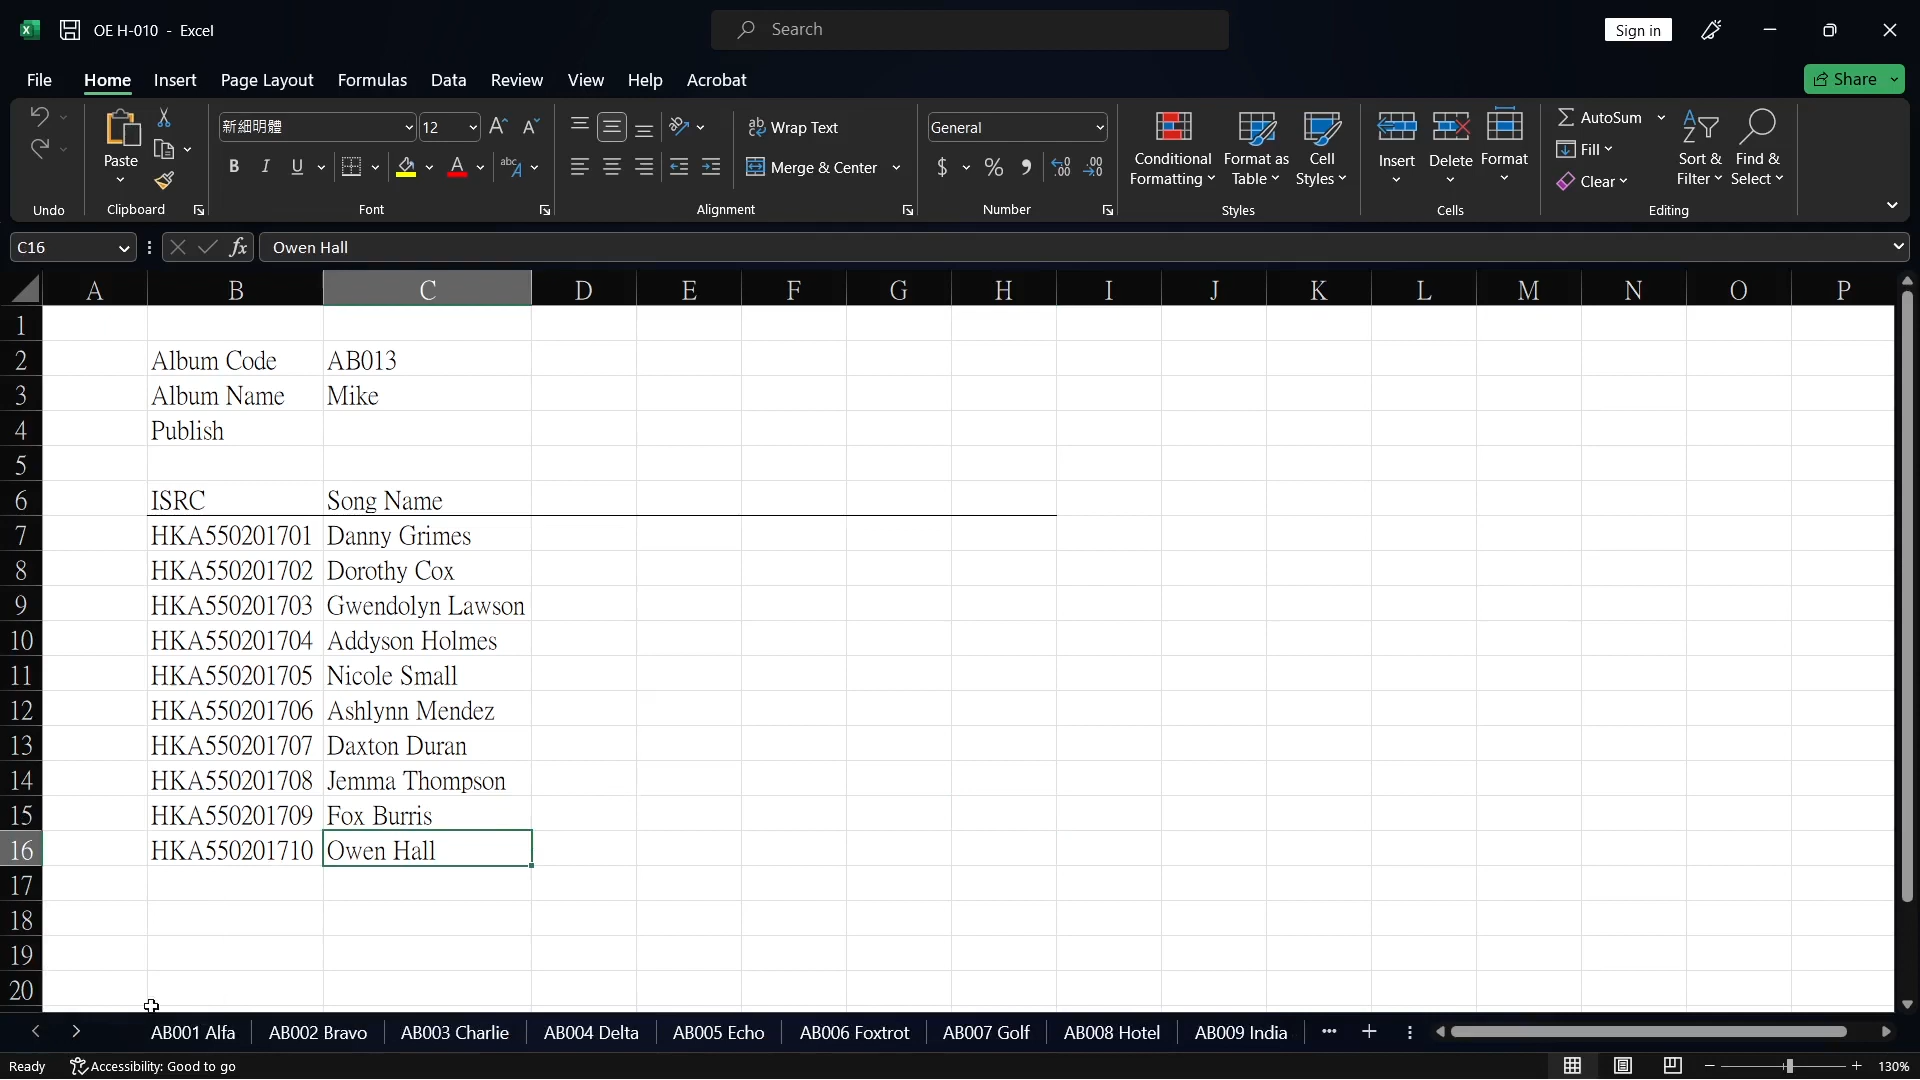 OE H-010 - Excel
Search
Sign in
File Home Insert Page Layout Formulas Data Review View Help Acrobat
Share
Paste
新細明體 12
B I U A
Wrap Text
Merge & Center
General
$ % ,
Conditional Formatting
Format as Table
Cell Styles
Insert Delete Format
AutoSum
Fill
Clear
Sort & Filter
Find & Select
Undo Clipboard Font Alignment Number Styles Cells Editing
C16 fx Owen Hall
A B C D E F G H I J K L M N O P
1
2 Album Code AB013
3 Album Name Mike
4 Publish
5
6 ISRC Song Name
7 HKA550201701 Danny Grimes
8 HKA550201702 Dorothy Cox
9 HKA550201703 Gwendolyn Lawson
10 HKA550201704 Addyson Holmes
11 HKA550201705 Nicole Small
12 HKA550201706 Ashlynn Mendez
13 HKA550201707 Daxton Duran
14 HKA550201708 Jemma Thompson
15 HKA550201709 Fox Burris
16 HKA550201710 Owen Hall
17
18
19
20
AB001 Alfa AB002 Bravo AB003 Charlie AB004 Delta AB005 Echo AB006 Foxtrot AB007 Golf AB008 Hotel AB009 India
Ready Accessibility: Good to go 130%